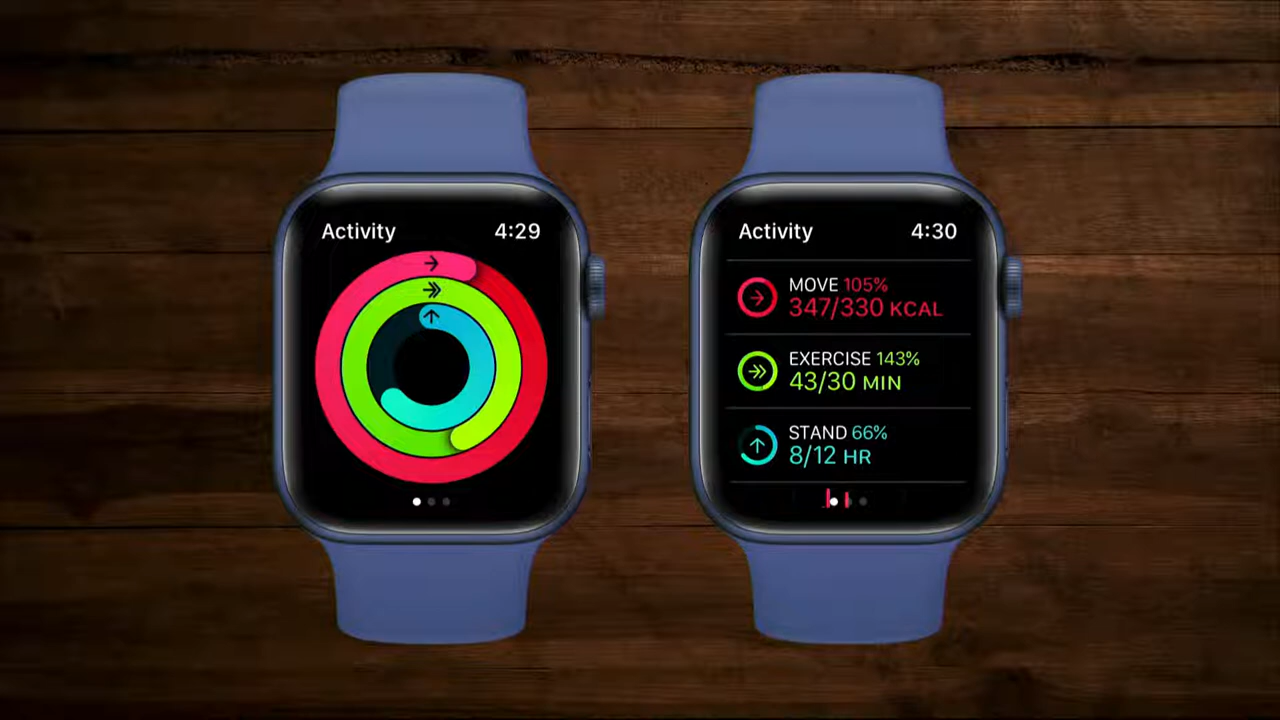 Activity 4:29
Activity 4:30
MOVE 105%
347/330 KCAL
EXERCISE 143%
43/30 MIN
STAND 66%
8/12 HR